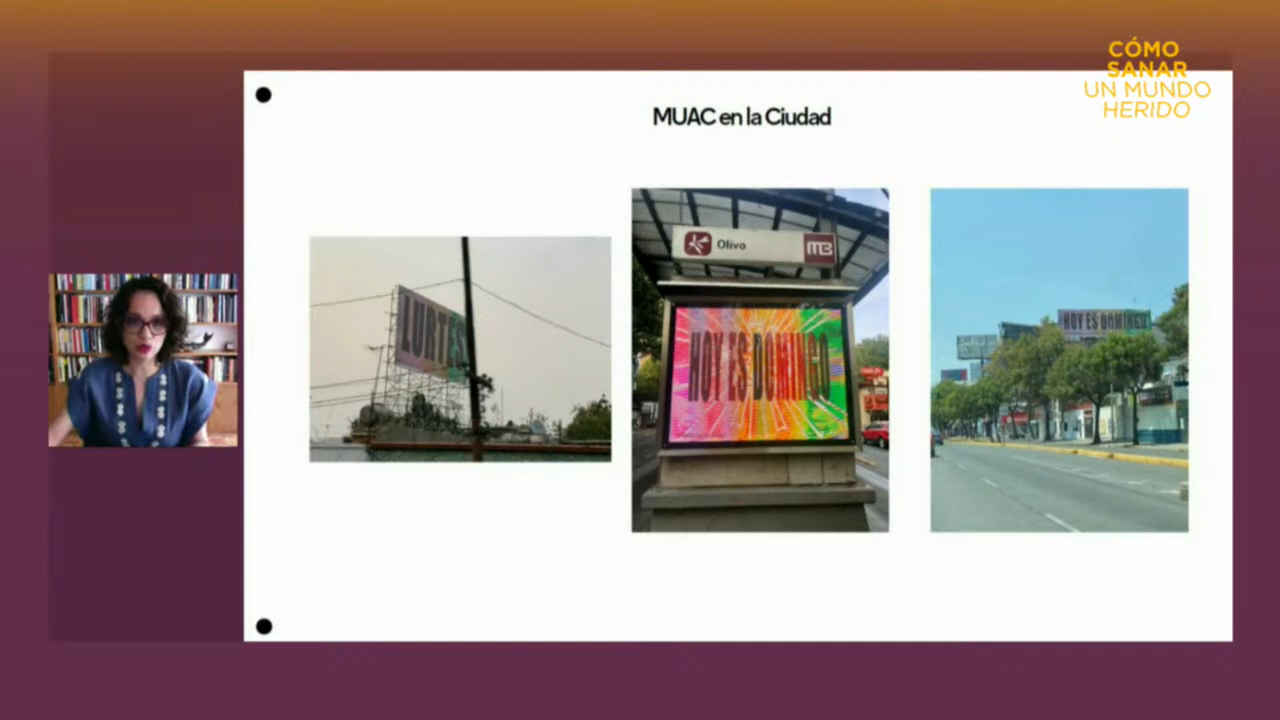 CÓMO
SANAR
UN MUNDO
HERIDO
MUAC en la Ciudad
Olivo
MB
HOY ES DOMINGO
HOY ES DOMINGO